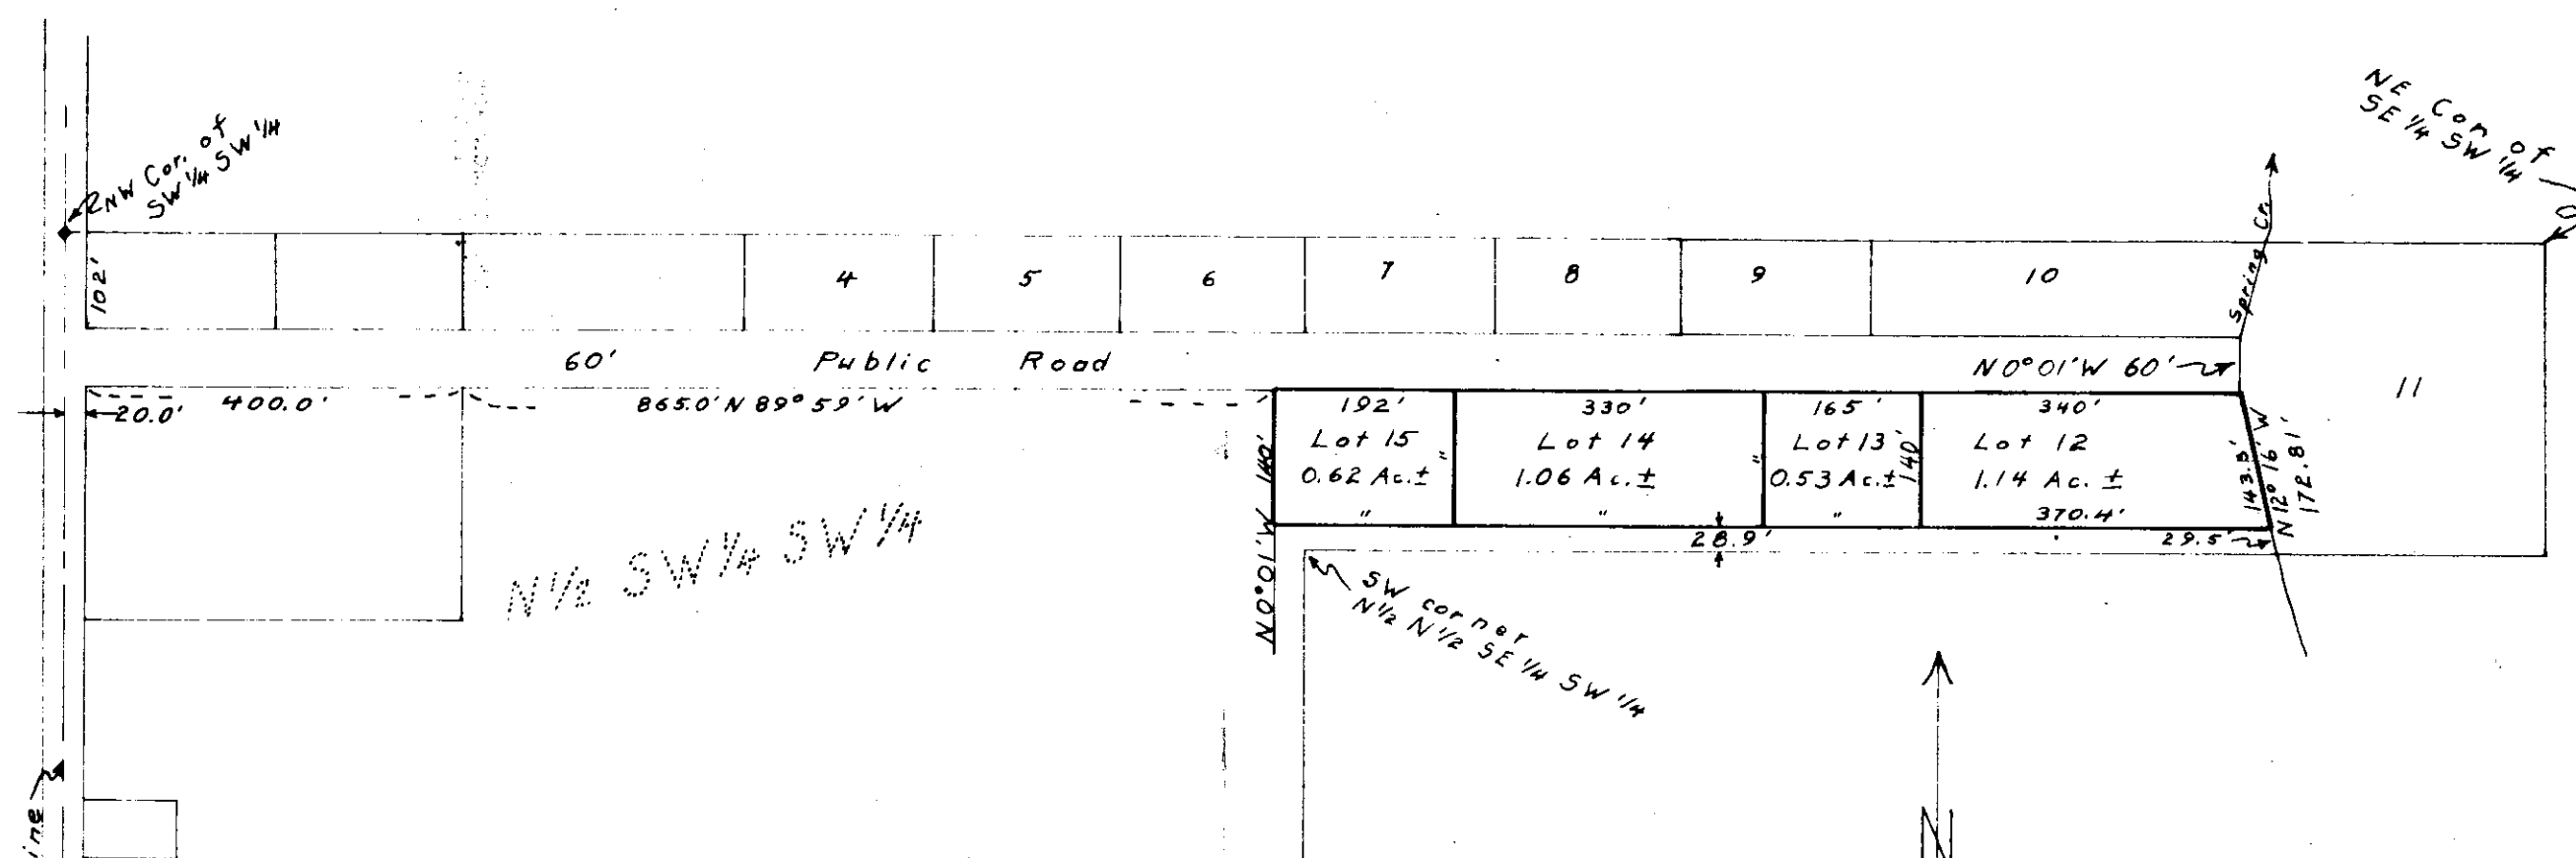 NW Cor. of
SW 1/4 SW 1/4
NE Cor. of
SE 1/4 SW 1/4
102'
4
5
6
7
8
9
10
Spring Cr.
60'
Public Road
N 0° 01' W 60'
11
20.0'
400.0'
865.0' N 89° 59' W
192'
330'
165'
340'
Lot 15
Lot 14
Lot 13
Lot 12
0.62 Ac. ±
1.06 Ac. ±
0.53 Ac. ±
1.14 Ac. ±
"
"
140'
"
"
"
370.4'
143.3'
N 12° 16' W
172.81'
N 0° 01' W 140'
28.9'
29.5'
N 1/2 SW 1/4 SW 1/4
SW corner
N 1/2 N 1/2 SE 1/4 SW 1/4
N
ine